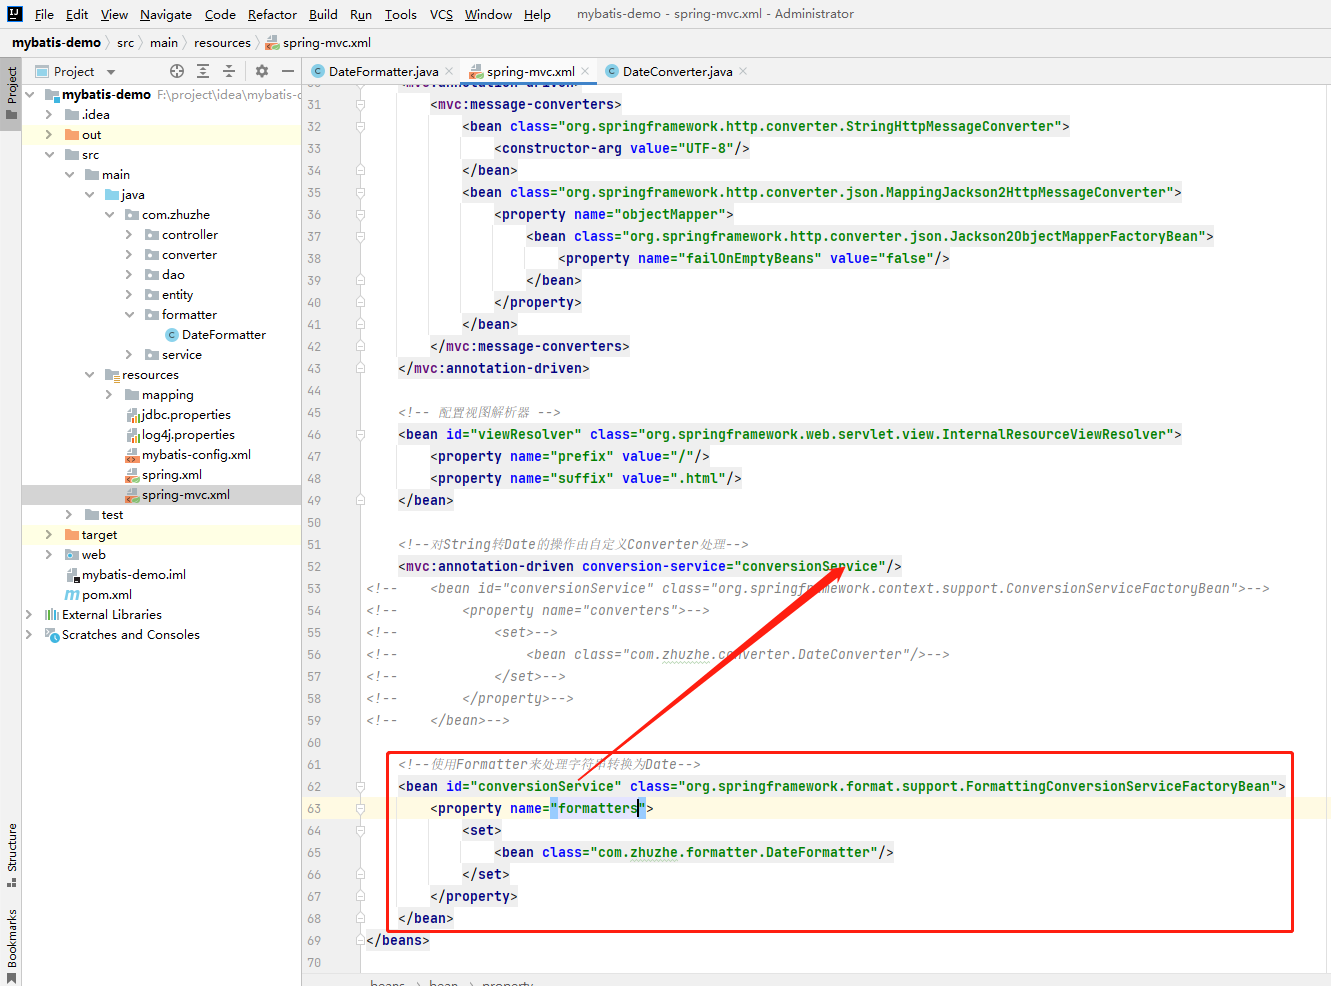 File Edit View Navigate Code Refactor Build Run Tools VCS Window Help mybatis-demo - spring-mvc.xml - Administrator
mybatis-demo src main resources spring-mvc.xml
Project
Project
DateFormatter.java
spring-mvc.xml
DateConverter.java
mybatis-demo F:\project\idea\mybatis-
.idea
out
src
main
java
com.zhuzhe
controller
converter
dao
entity
formatter
DateFormatter
service
resources
mapping
jdbc.properties
log4j.properties
mybatis-config.xml
spring.xml
spring-mvc.xml
test
target
web
mybatis-demo.iml
pom.xml
External Libraries
Scratches and Consoles
Structure
Bookmarks
<mvc:annotation-driven>
31 <mvc:message-converters>
32 <bean class="org.springframework.http.converter.StringHttpMessageConverter">
33 <constructor-arg value="UTF-8"/>
34 </bean>
35 <bean class="org.springframework.http.converter.json.MappingJackson2HttpMessageConverter">
36 <property name="objectMapper">
37 <bean class="org.springframework.http.converter.json.Jackson2ObjectMapperFactoryBean">
38 <property name="failOnEmptyBeans" value="false"/>
39 </bean>
40 </property>
41 </bean>
42 </mvc:message-converters>
43 </mvc:annotation-driven>
44
45 <!-- 配置视图解析器 -->
46 <bean id="viewResolver" class="org.springframework.web.servlet.view.InternalResourceViewResolver">
47 <property name="prefix" value="/"/>
48 <property name="suffix" value=".html"/>
49 </bean>
50
51 <!--对String转Date的操作由自定义Converter处理-->
52 <mvc:annotation-driven conversion-service="conversionService"/>
53 <!-- <bean id="conversionService" class="org.springframework.context.support.ConversionServiceFactoryBean">-->
54 <!-- <property name="converters">-->
55 <!-- <set>-->
56 <!-- <bean class="com.zhuzhe.converter.DateConverter"/>-->
57 <!-- </set>-->
58 <!-- </property>-->
59 <!-- </bean>-->
60
61 <!--使用Formatter来处理字符串转换为Date-->
62 <bean id="conversionService" class="org.springframework.format.support.FormattingConversionServiceFactoryBean">
63 <property name="formatters">
64 <set>
65 <bean class="com.zhuzhe.formatter.DateFormatter"/>
66 </set>
67 </property>
68 </bean>
69 </beans>
70
beans bean property